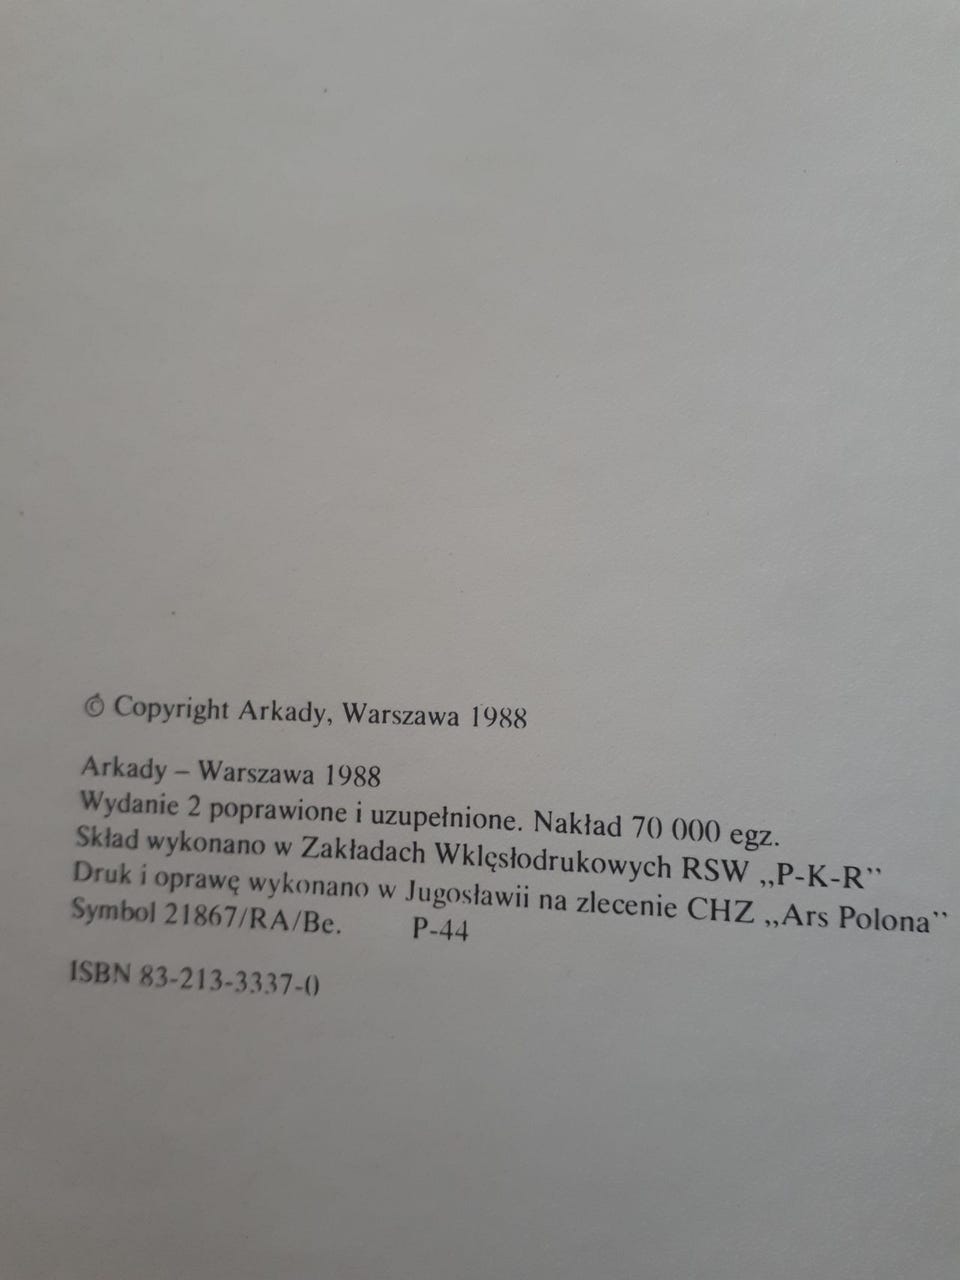 © Copyright Arkady, Warszawa 1988
Arkady – Warszawa 1988
Wydanie 2 poprawione i uzupełnione. Nakład 70 000 egz.
Skład wykonano w Zakładach Wklęsłodrukowych RSW „P-K-R”
Druk i oprawę wykonano w Jugosławii na zlecenie CHZ „Ars Polona”
Symbol 21867/RA/Be. P-44
ISBN 83-213-3337-0